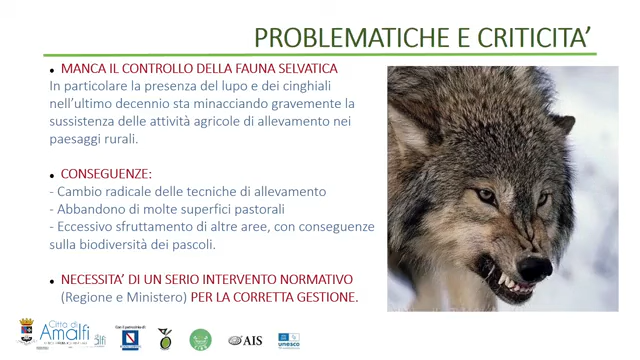 PROBLEMATICHE E CRITICITA’
• MANCA IL CONTROLLO DELLA FAUNA SELVATICA
In particolare la presenza del lupo e dei cinghiali
nell’ultimo decennio sta minacciando gravemente la
sussistenza delle attività agricole di allevamento nei
paesaggi rurali.
• CONSEGUENZE:
- Cambio radicale delle tecniche di allevamento
- Abbandono di molte superfici pastorali
- Eccessivo sfruttamento di altre aree, con conseguenze
sulla biodiversità dei pascoli.
• NECESSITA’ DI UN SERIO INTERVENTO NORMATIVO
(Regione e Ministero) PER LA CORRETTA GESTIONE.
Città di
Amalfi
AIS
unesco